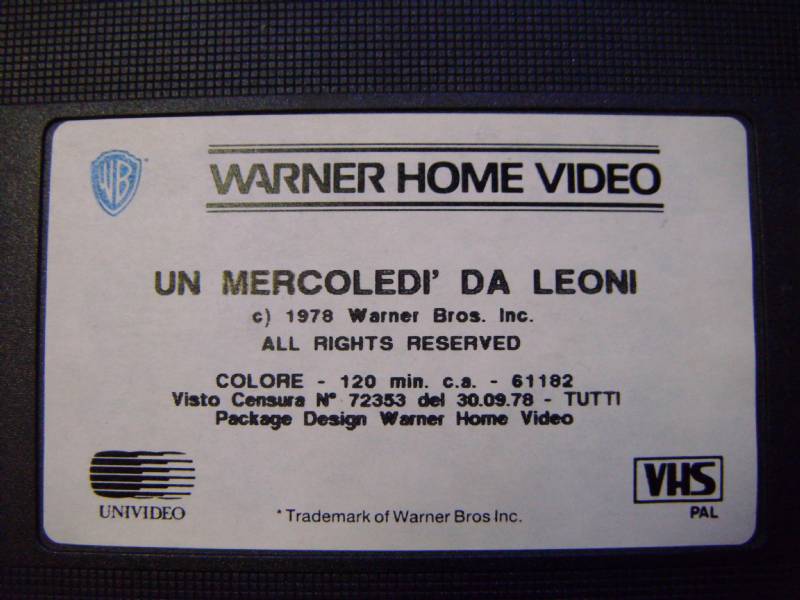 WB
WARNER HOME VIDEO
UN MERCOLEDI' DA LEONI
c) 1978 Warner Bros. Inc.
ALL RIGHTS RESERVED
COLORE - 120 min. c.a. - 61182
Visto Censura N° 72353 del 30.09.78 - TUTTI
Package Design Warner Home Video
UNIVIDEO
* Trademark of Warner Bros Inc.
VHS
PAL